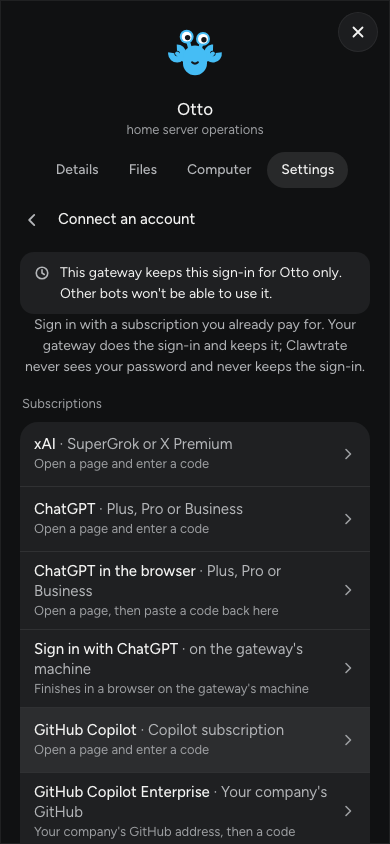 Otto
home server operations
Details Files Computer Settings
Connect an account
This gateway keeps this sign-in for Otto only.
Other bots won't be able to use it.
Sign in with a subscription you already pay for. Your
gateway does the sign-in and keeps it; Clawtrate
never sees your password and never keeps the sign-in.
Subscriptions
xAI · SuperGrok or X Premium
Open a page and enter a code
ChatGPT · Plus, Pro or Business
Open a page and enter a code
ChatGPT in the browser · Plus, Pro or
Business
Open a page, then paste a code back here
Sign in with ChatGPT · on the gateway's
machine
Finishes in a browser on the gateway's machine
GitHub Copilot · Copilot subscription
Open a page and enter a code
GitHub Copilot Enterprise · Your company's
GitHub
Your company's GitHub address, then a code